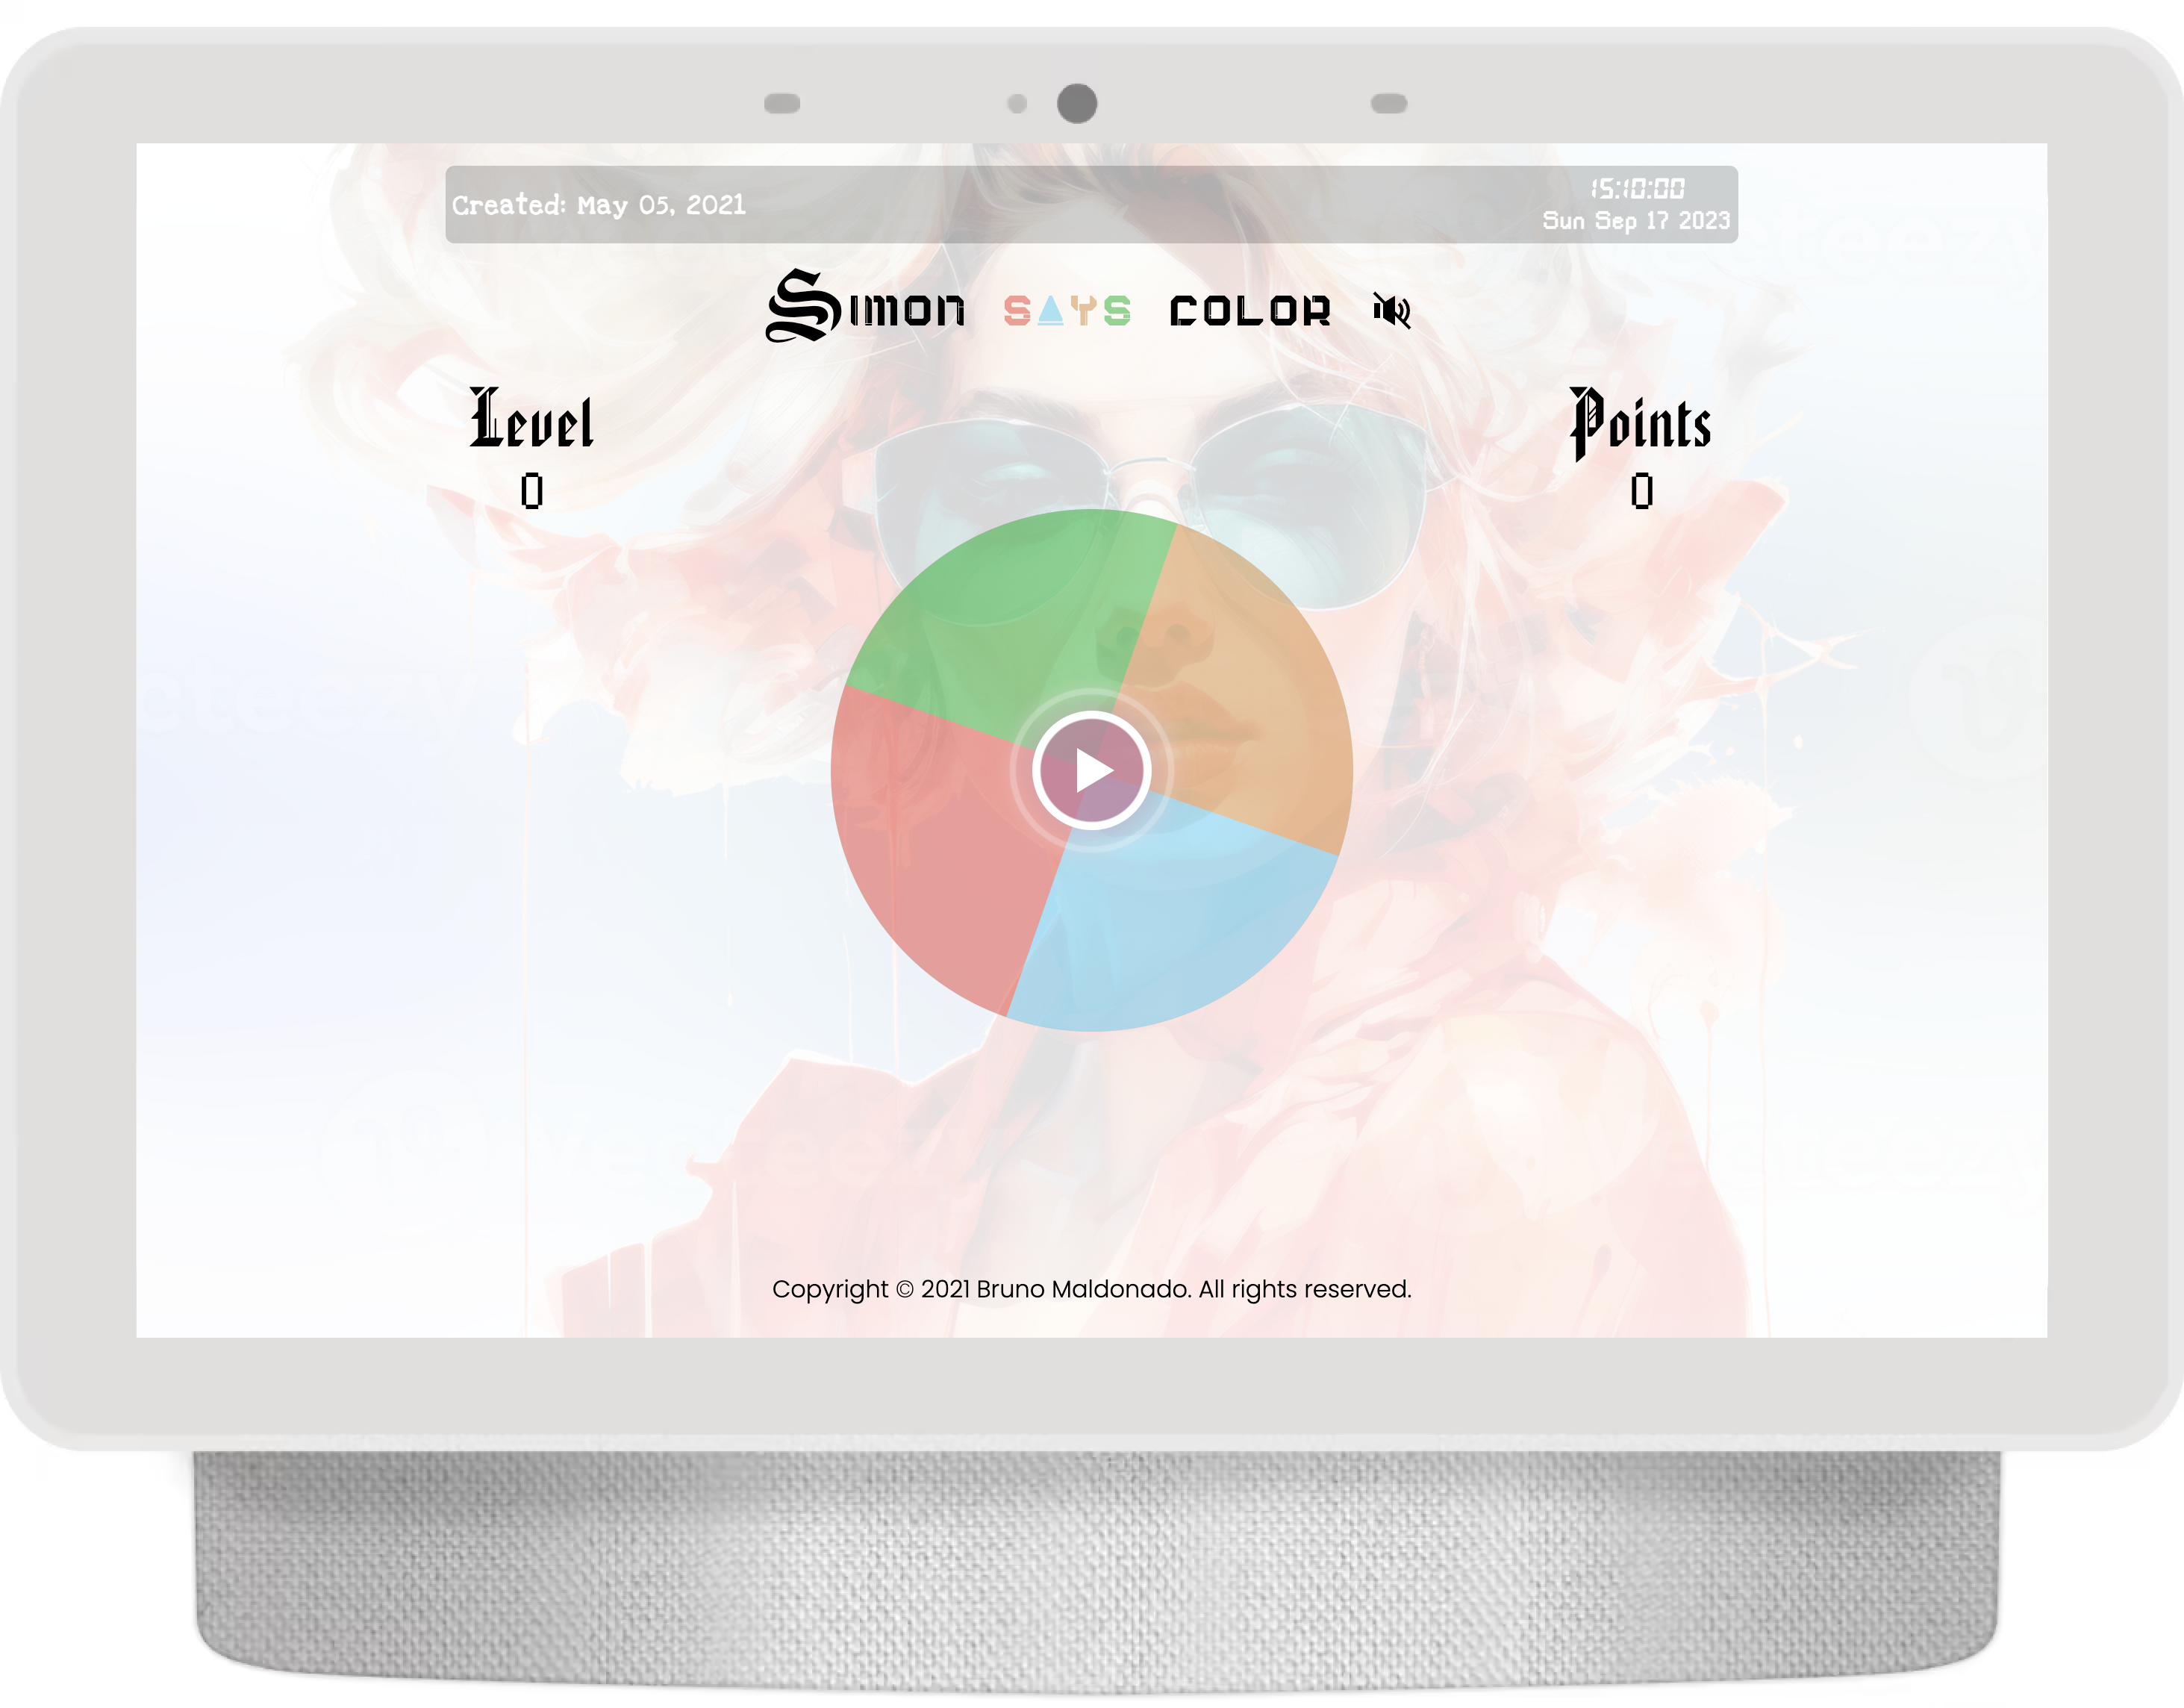 Created: May 05, 2021
15:10:00
Sun Sep 17 2023
Simon SAYS COLOR
Level
0
Points
0
cteezy
Copyright © 2021 Bruno Maldonado. All rights reserved.